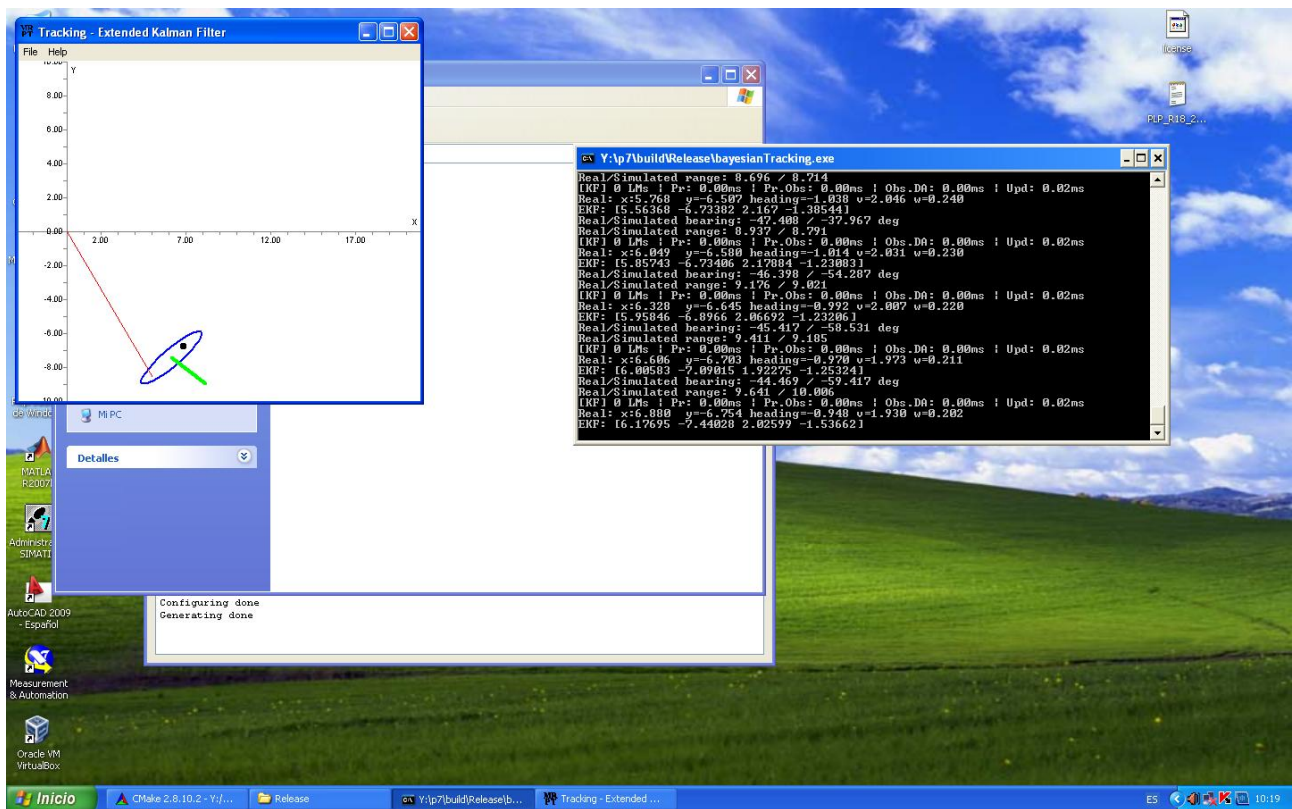 Tracking - Extended Kalman Filter
File Help
10.00
Y
8.00
6.00
4.00
2.00
X
0.00
2.00
7.00
12.00
17.00
-2.00
-4.00
-6.00
-8.00
10.00
Mi PC
Detalles
Configuring done
Generating done
Y:\p7\build\Release\bayesianTracking.exe
Real/Simulated range: 8.696 / 8.714
[KF] 0 LMs | Pr: 0.00ms | Pr.Obs: 0.00ms | Obs.DA: 0.00ms | Upd: 0.02ms
Real: x:5.768  y=-6.507 heading=-1.038 v=2.046 w=0.240
EKF: [5.56368 -6.73382 2.167 -1.38544]
Real/Simulated bearing: -47.408 / -37.967 deg
Real/Simulated range: 8.937 / 8.791
[KF] 0 LMs | Pr: 0.00ms | Pr.Obs: 0.00ms | Obs.DA: 0.00ms | Upd: 0.02ms
Real: x:6.049  y=-6.580 heading=-1.014 v=2.031 w=0.230
EKF: [5.85743 -6.73406 2.17884 -1.23083]
Real/Simulated bearing: -46.398 / -54.287 deg
Real/Simulated range: 9.176 / 9.021
[KF] 0 LMs | Pr: 0.00ms | Pr.Obs: 0.00ms | Obs.DA: 0.00ms | Upd: 0.02ms
Real: x:6.328  y=-6.645 heading=-0.992 v=2.007 w=0.220
EKF: [5.95846 -6.8966 2.06692 -1.23206]
Real/Simulated bearing: -45.417 / -58.531 deg
Real/Simulated range: 9.411 / 9.185
[KF] 0 LMs | Pr: 0.00ms | Pr.Obs: 0.00ms | Obs.DA: 0.00ms | Upd: 0.02ms
Real: x:6.606  y=-6.703 heading=-0.970 v=1.973 w=0.211
EKF: [6.00583 -7.09015 1.92275 -1.25324]
Real/Simulated bearing: -44.469 / -59.417 deg
Real/Simulated range: 9.641 / 10.006
[KF] 0 LMs | Pr: 0.00ms | Pr.Obs: 0.00ms | Obs.DA: 0.00ms | Upd: 0.02ms
Real: x:6.880  y=-6.754 heading=-0.948 v=1.930 w=0.202
EKF: [6.17695 -7.44028 2.02599 -1.53662]
license
PLP_R18_2...
MATLA
R2007
Administra
SIMATI
AutoCAD 2009
- Español
Measurement
& Automation
Oracle VM
VirtualBox
Inicio
CMake 2.8.10.2 - Y:/...
Release
Y:\p7\build\Release\b...
Tracking - Extended ...
ES
10:19